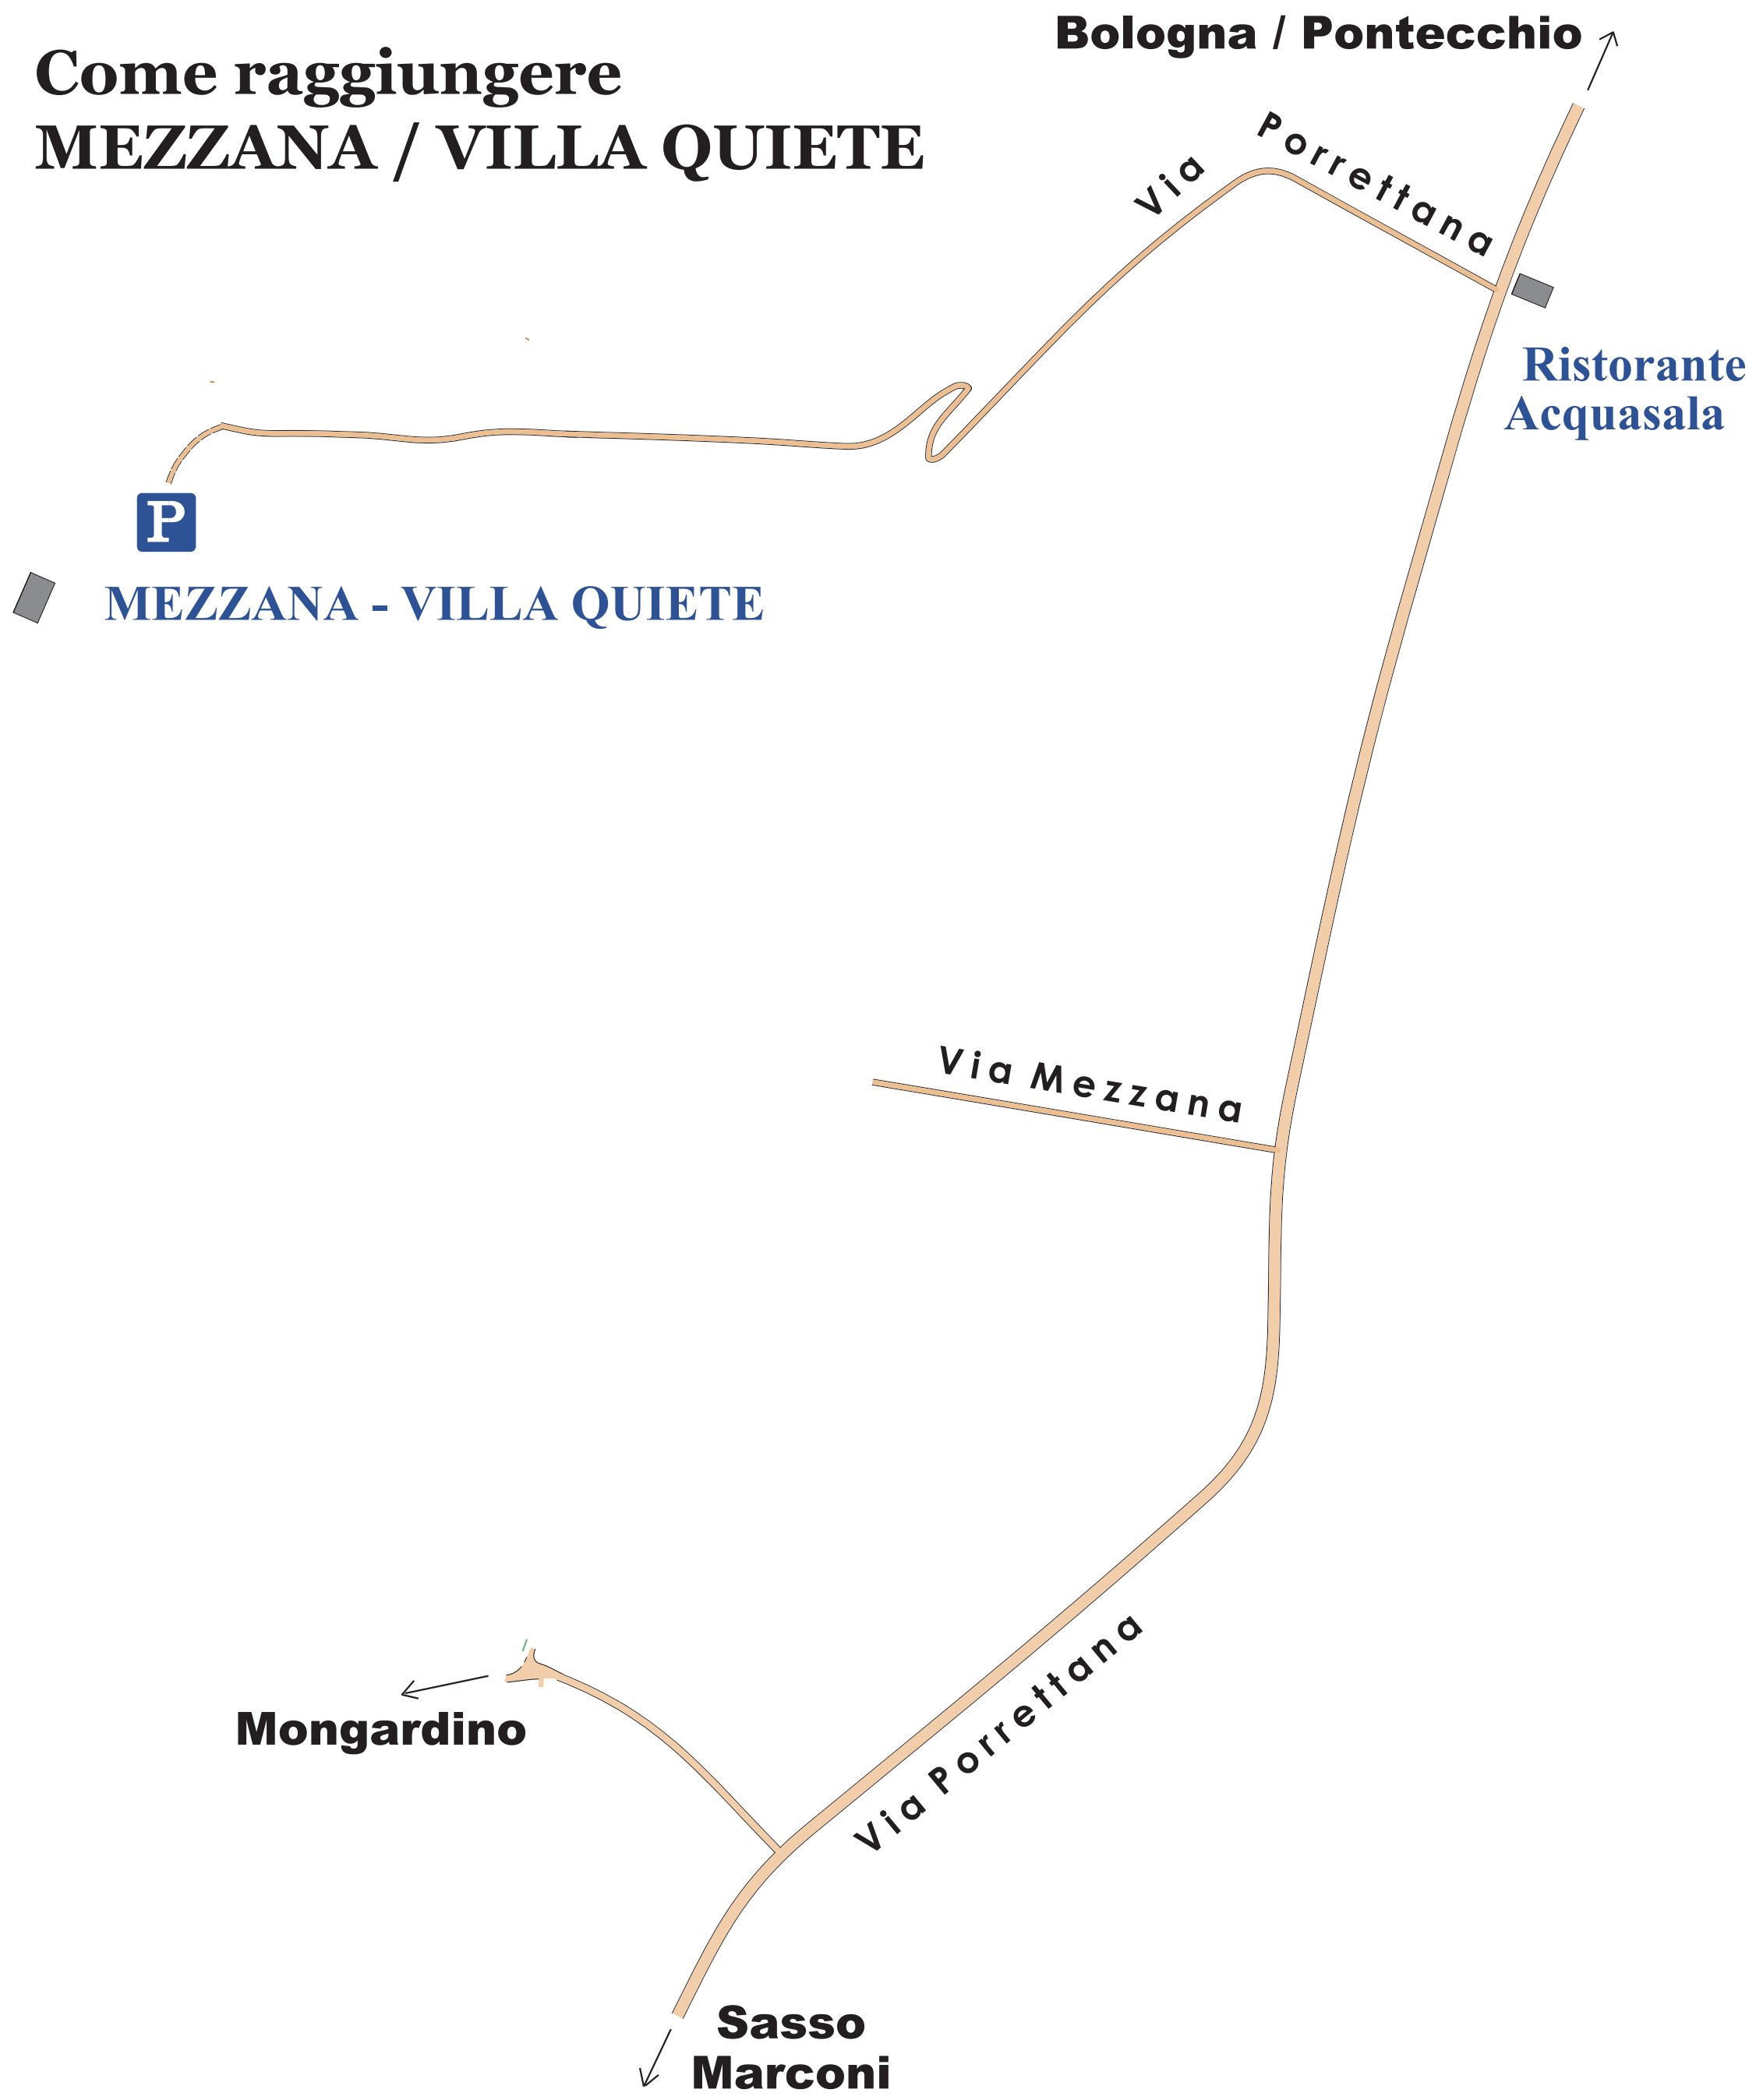 Bologna / Pontecchio
Come raggiungere
MEZZANA / VILLA QUIETE
Via Porrettana
Ristorante
Acquasala
P
MEZZANA - VILLA QUIETE
Via Mezzana
Via Porrettana
Mongardino
Sasso
Marconi